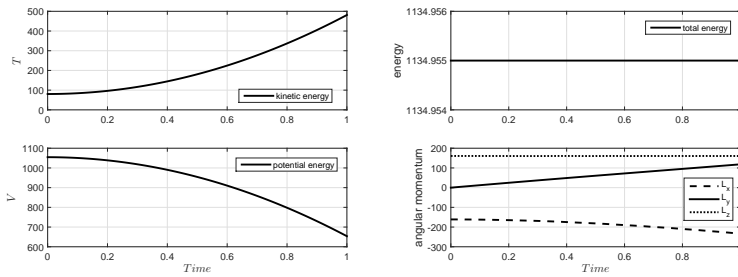 500
400
300
200
100
0
T
0 0.2 0.4 0.6 0.8 1
kinetic energy
1134.956
1134.955
1134.954
energy
0 0.2 0.4 0.6 0.8
total energy
1100
1000
900
800
700
600
V
0 0.2 0.4 0.6 0.8 1
Time
potential energy
200
100
0
-100
-200
-300
angular momentum
0 0.2 0.4 0.6 0.8
Time
L_x
L_y
L_z